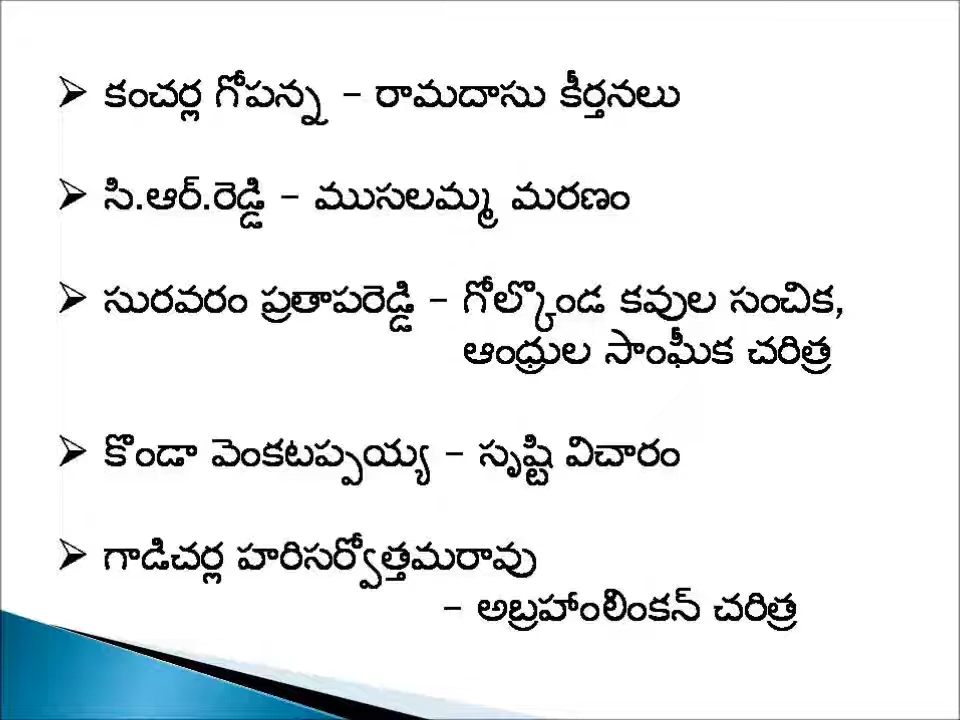 ➢ కంచర్ల గోపన్న – రామదాసు కీర్తనలు
➢ సి.ఆర్.రెడ్డి – ముసలమ్మ మరణం
➢ సురవరం ప్రతాపరెడ్డి – గోల్కొండ కవుల సంచిక,
ఆంధ్రుల సాంఘీక చరిత్ర
➢ కొండా వెంకటప్పయ్య – సృష్టి విచారం
➢ గాడిచర్ల హరిసర్వోత్తమరావు
– అబ్రహాంలింకన్ చరిత్ర